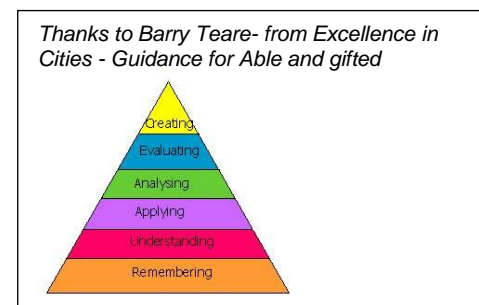 Thanks to Barry Teare- from Excellence in
Cities - Guidance for Able and gifted
Creating
Evaluating
Analysing
Applying
Understanding
Remembering